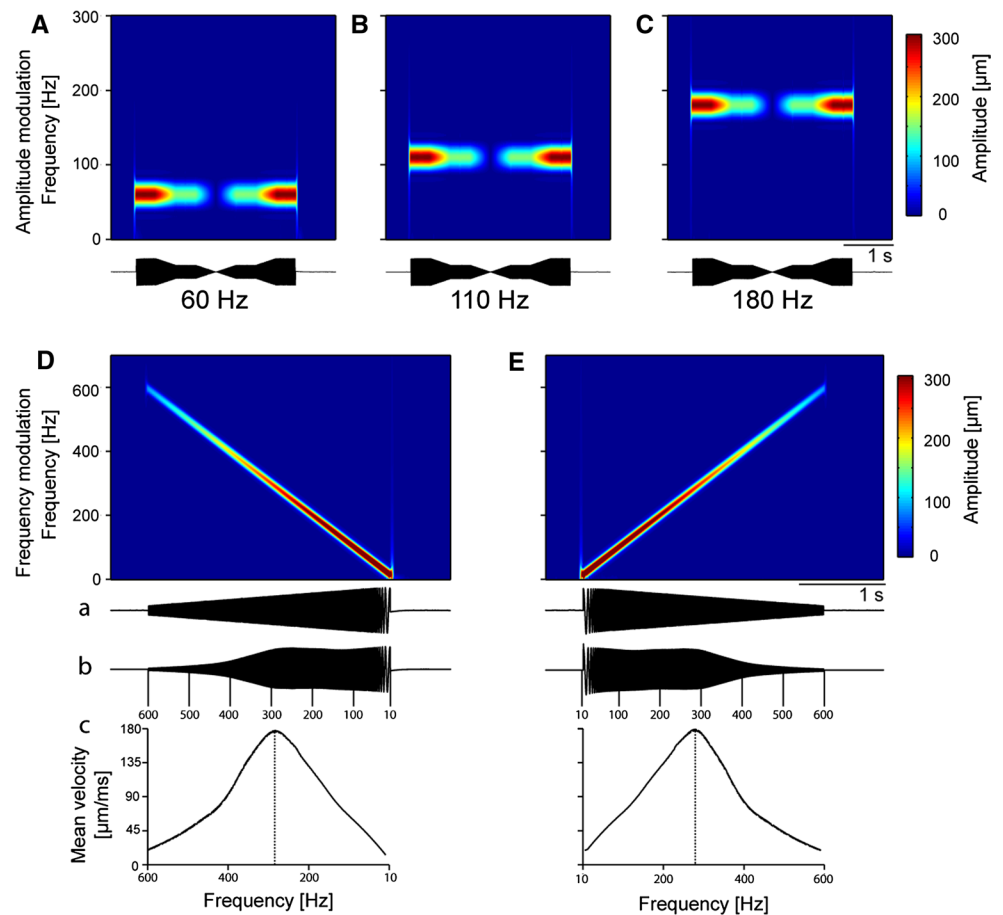 A
B
C
Amplitude modulation
Frequency [Hz]
300
200
100
0
60 Hz
110 Hz
180 Hz
1 s
300
200
100
0
Amplitude [µm]
D
E
Frequency modulation
Frequency [Hz]
600
400
200
0
300
200
100
0
Amplitude [µm]
1 s
a
b
600 500 400 300 200 100 10
10 100 200 300 400 500 600
c
Mean velocity
[µm/ms]
180
135
90
45
0
600 400 200
Frequency [Hz]
10 200 400 600
Frequency [Hz]